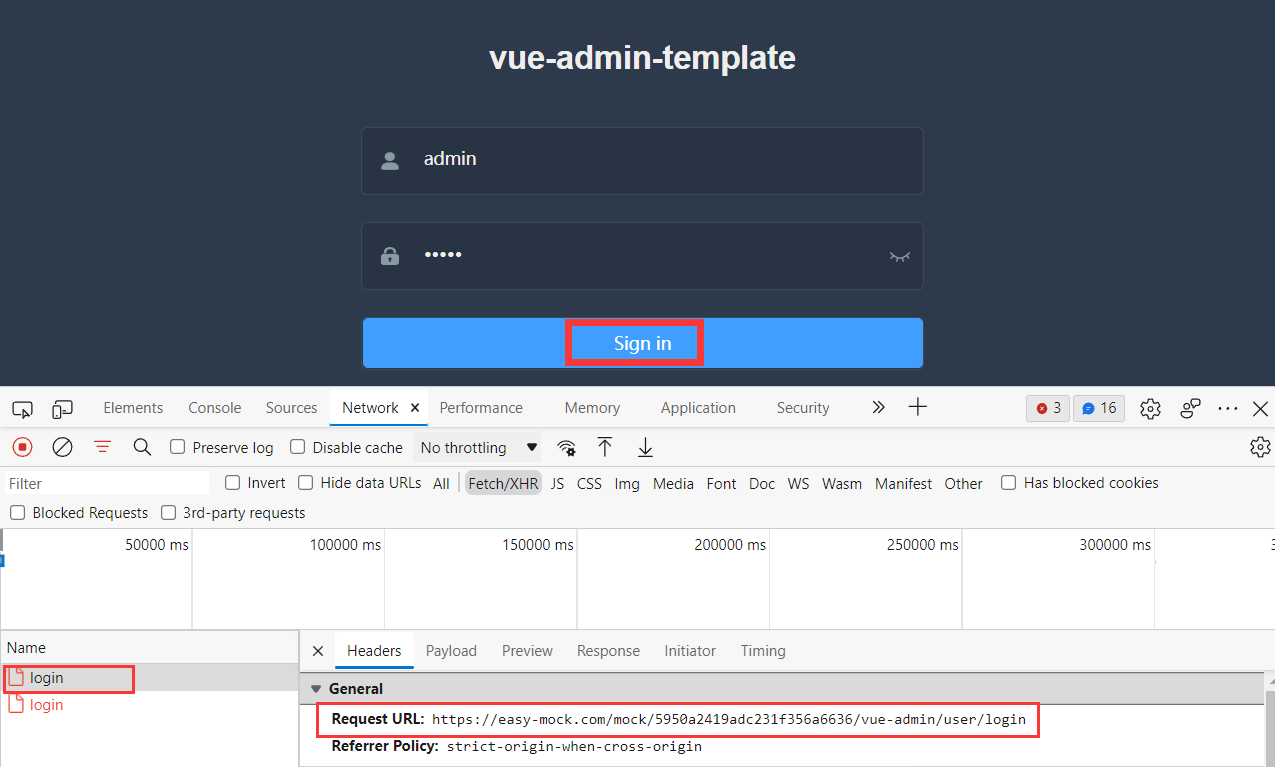 vue-admin-template
admin
•••••
Sign in
Elements Console Sources Network × Performance Memory Application Security 3 16
Preserve log Disable cache No throttling
Filter Invert Hide data URLs All Fetch/XHR JS CSS Img Media Font Doc WS Wasm Manifest Other Has blocked cookies
Blocked Requests 3rd-party requests
50000 ms 100000 ms 150000 ms 200000 ms 250000 ms 300000 ms
Name × Headers Payload Preview Response Initiator Timing
login
login
General
Request URL: https://easy-mock.com/mock/5950a2419adc231f356a6636/vue-admin/user/login
Referrer Policy: strict-origin-when-cross-origin